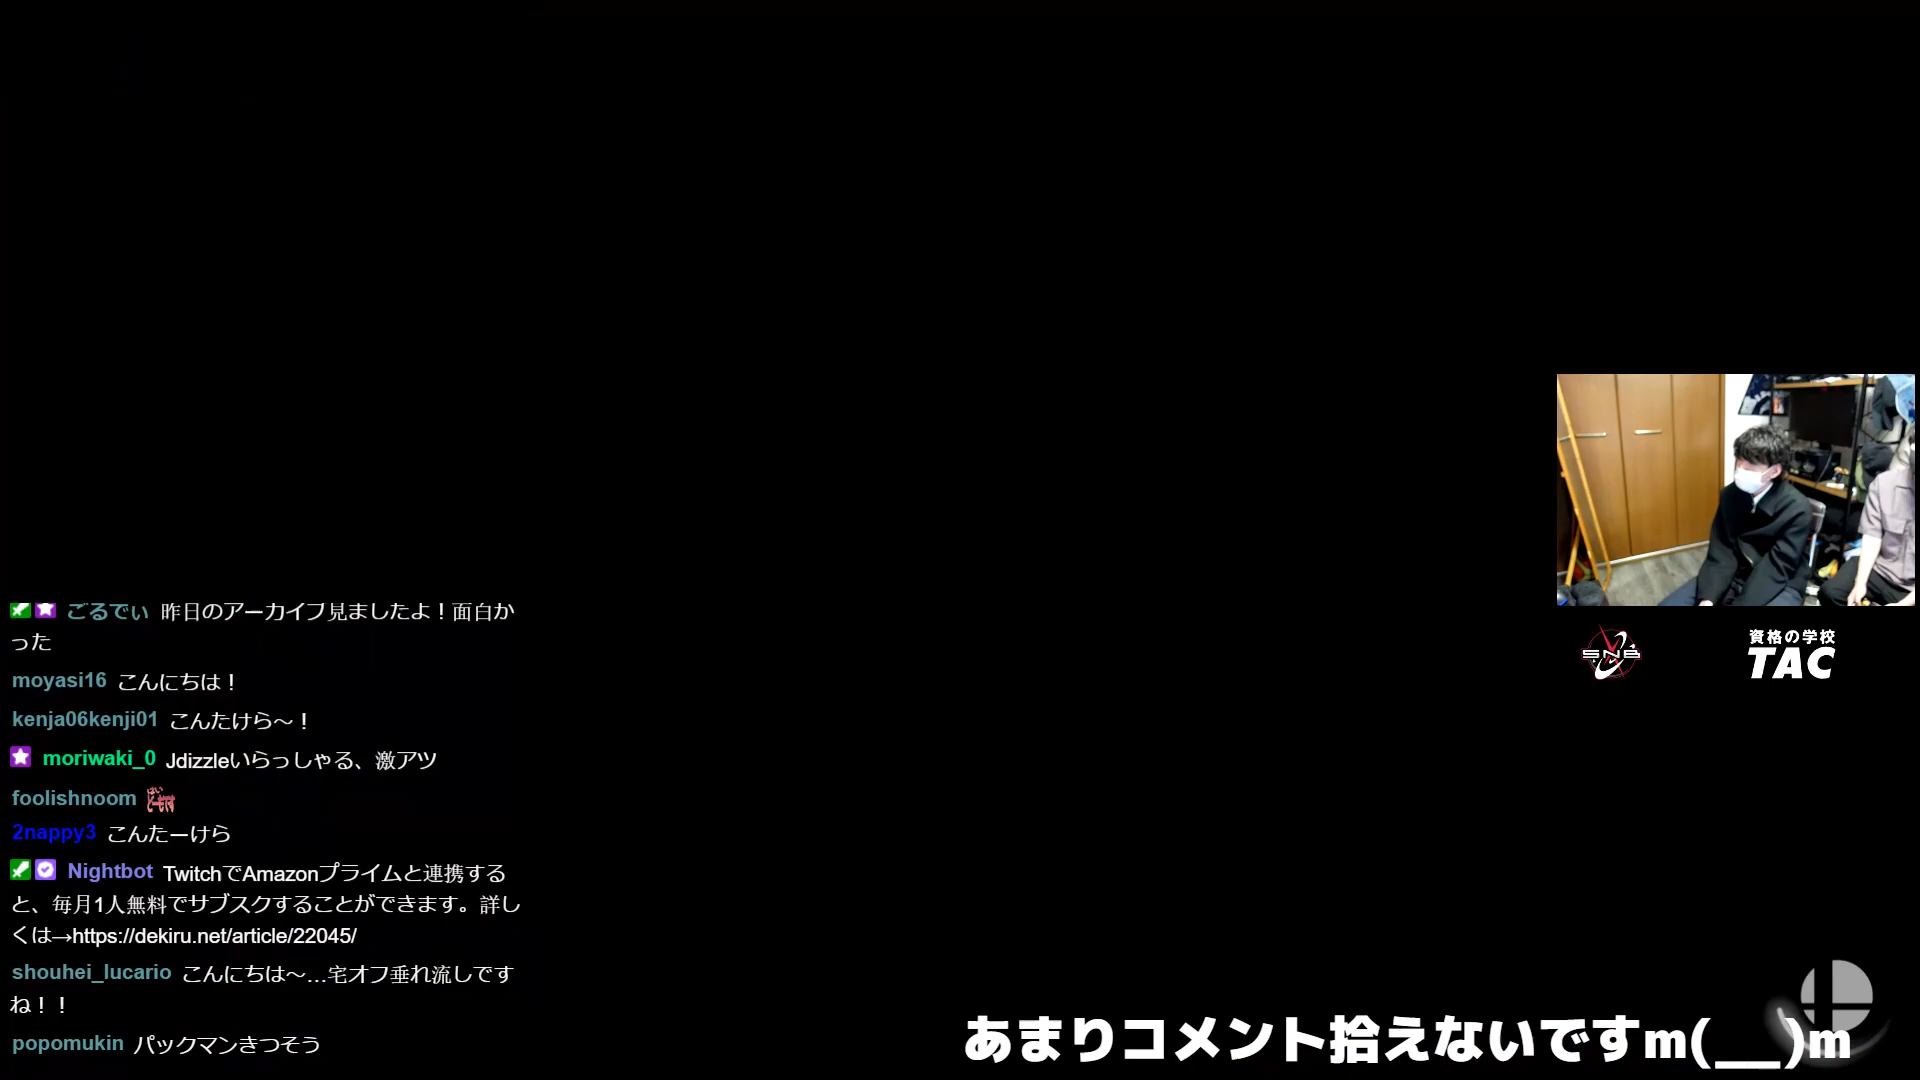 ごるでぃ 昨日のアーカイブ見ましたよ！面白か
った
moyasi16 こんにちは！
kenja06kenji01 こんたけら〜！
moriwaki_0 Jdizzleいらっしゃる、激アツ
foolishnoom
2nappy3 こんたーけら
Nightbot TwitchでAmazonプライムと連携する
と、毎月1人無料でサブスクすることができます。詳し
くは→https://dekiru.net/article/22045/
shouhei_lucario こんにちは〜…宅オフ垂れ流しです
ね！！
popomukin パックマンきつそう
SNB
資格の学校
TAC
あまりコメント拾えないですm(__)m